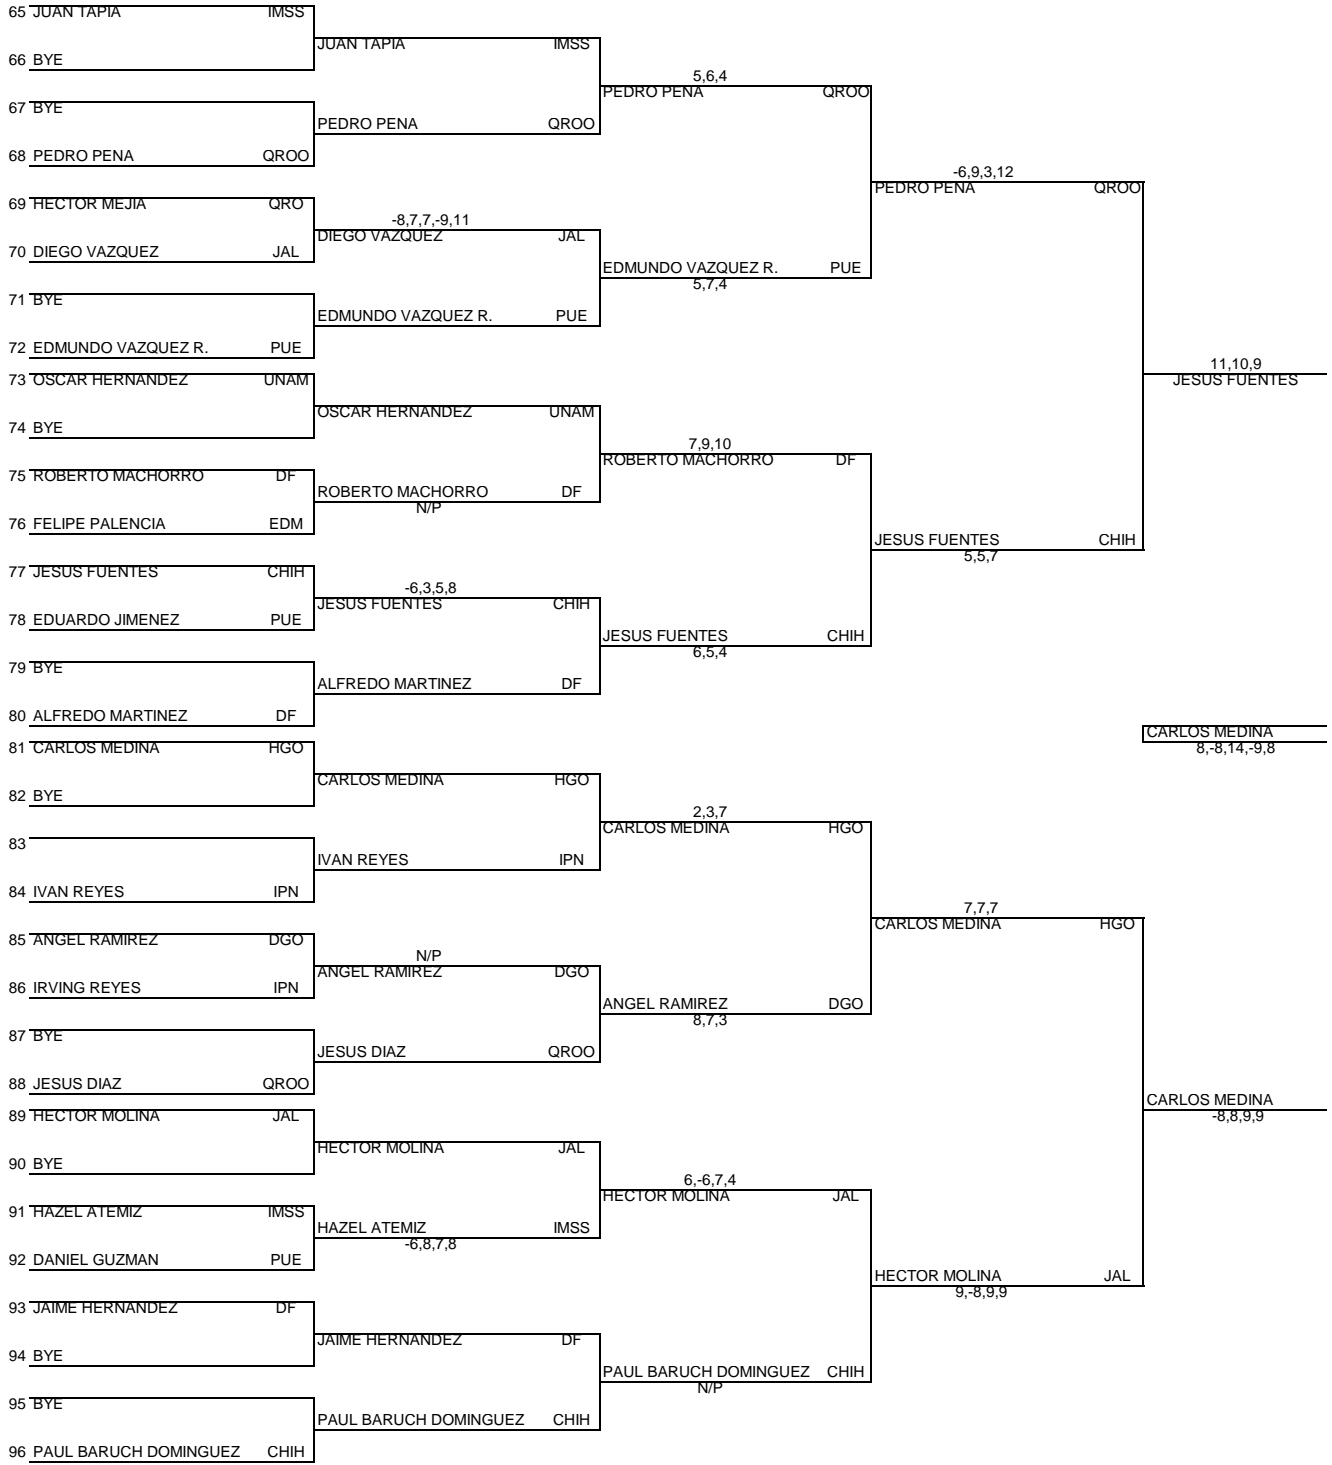 65 JUAN TAPIA IMSS
JUAN TAPIA IMSS
66 BYE
5,6,4
PEDRO PENA QROO
67 BYE
PEDRO PENA QROO
68 PEDRO PENA QROO
-6,9,3,12
PEDRO PENA QROO
69 HECTOR MEJIA QRO
-8,7,7,-9,11
DIEGO VAZQUEZ JAL
70 DIEGO VAZQUEZ JAL
EDMUNDO VAZQUEZ R. PUE
5,7,4
71 BYE
EDMUNDO VAZQUEZ R. PUE
72 EDMUNDO VAZQUEZ R. PUE
11,10,9
JESUS FUENTES
73 OSCAR HERNANDEZ UNAM
OSCAR HERNANDEZ UNAM
74 BYE
7,9,10
ROBERTO MACHORRO DF
75 ROBERTO MACHORRO DF
ROBERTO MACHORRO DF
N/P
76 FELIPE PALENCIA EDM
JESUS FUENTES CHIH
5,5,7
77 JESUS FUENTES CHIH
-6,3,5,8
JESUS FUENTES CHIH
78 EDUARDO JIMENEZ PUE
JESUS FUENTES CHIH
6,5,4
79 BYE
ALFREDO MARTINEZ DF
80 ALFREDO MARTINEZ DF
CARLOS MEDINA
8,-8,14,-9,8
81 CARLOS MEDINA HGO
CARLOS MEDINA HGO
82 BYE
2,3,7
CARLOS MEDINA HGO
83
IVAN REYES IPN
84 IVAN REYES IPN
7,7,7
CARLOS MEDINA HGO
85 ANGEL RAMIREZ DGO
N/P
ANGEL RAMIREZ DGO
86 IRVING REYES IPN
ANGEL RAMIREZ DGO
8,7,3
87 BYE
JESUS DIAZ QROO
88 JESUS DIAZ QROO
CARLOS MEDINA
-8,8,9,9
89 HECTOR MOLINA JAL
HECTOR MOLINA JAL
90 BYE
6,-6,7,4
HECTOR MOLINA JAL
91 HAZEL ATEMIZ IMSS
HAZEL ATEMIZ IMSS
-6,8,7,8
92 DANIEL GUZMAN PUE
HECTOR MOLINA JAL
9,-8,9,9
93 JAIME HERNANDEZ DF
JAIME HERNANDEZ DF
94 BYE
PAUL BARUCH DOMINGUEZ CHIH
N/P
95 BYE
PAUL BARUCH DOMINGUEZ CHIH
96 PAUL BARUCH DOMINGUEZ CHIH